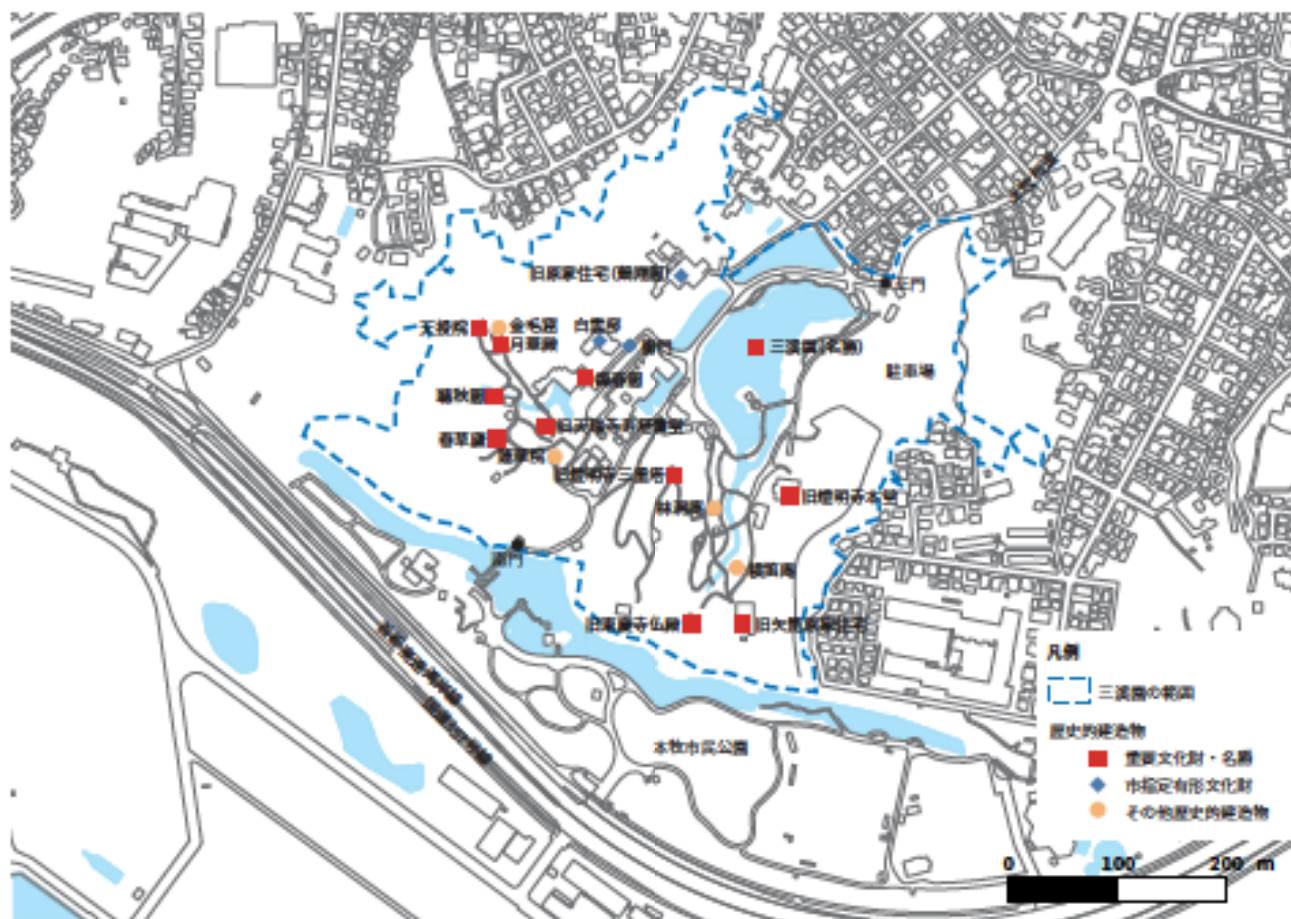 旧原家住宅(鶴翔閣)
正門
天授院
金毛窟
白雲邸
月華殿
御門
三溪園(名勝)
臨春閣
駐車場
聴秋閣
旧天瑞寺寿塔覆堂
春草廬
蓮華院
旧燈明寺三重塔
旧燈明寺本堂
林洞庵
南門
横笛庵
旧東慶寺仏殿
旧矢箆原家住宅
本牧市民公園
凡例
三溪園の範囲
歴史的建造物
重要文化財・名勝
市指定有形文化財
その他歴史的建造物
0 100 200 m